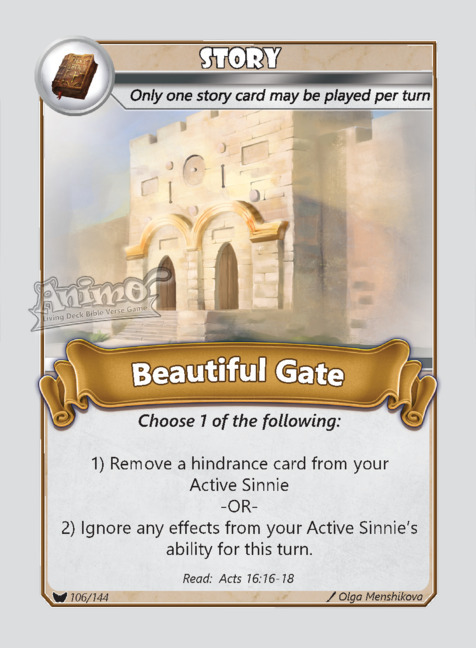 STORY
Only one story card may be played per turn
Animo
Living Deck Bible Verse Game
Beautiful Gate
Choose 1 of the following:
1) Remove a hindrance card from your
Active Sinnie
-OR-
2) Ignore any effects from your Active Sinnie's
ability for this turn.
Read: Acts 16:16-18
106/144
Olga Menshikova